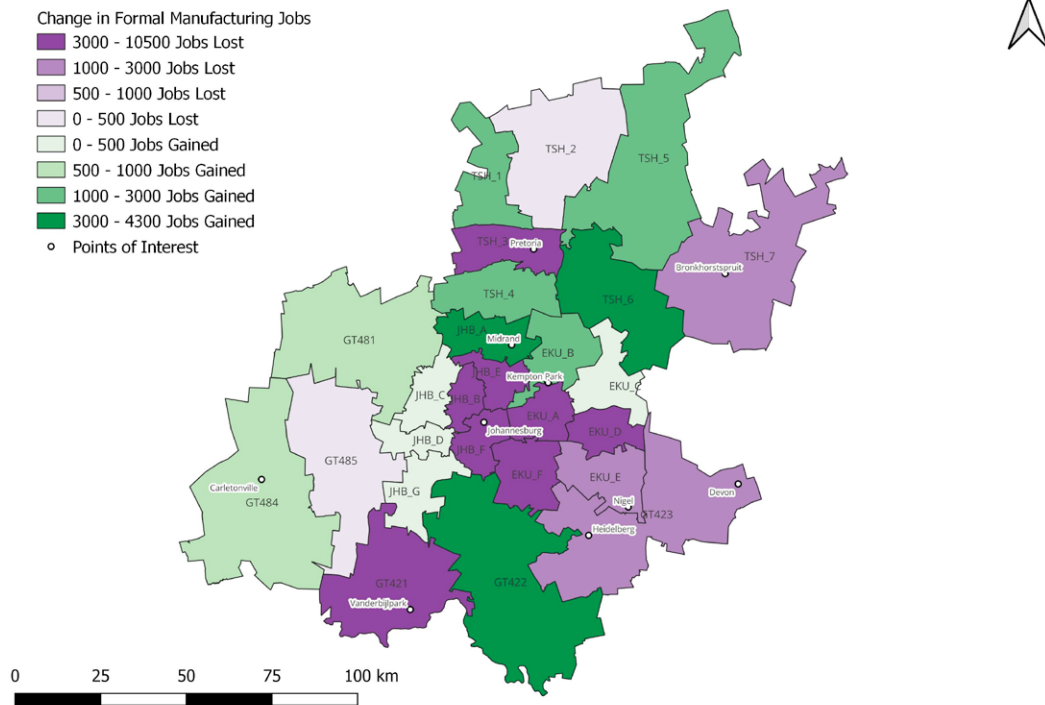 Change in Formal Manufacturing Jobs
3000 - 10500 Jobs Lost
1000 - 3000 Jobs Lost
500 - 1000 Jobs Lost
0 - 500 Jobs Lost
0 - 500 Jobs Gained
500 - 1000 Jobs Gained
1000 - 3000 Jobs Gained
3000 - 4300 Jobs Gained
Points of Interest
TSH_2
TSH_5
TSH_1
TSH_3
Pretoria
TSH_7
Bronkhorstspruit
TSH_4
TSH_6
JHB_A
Midrand
GT481
EKU_B
JHB_E
Kempton Park
EKU_C
JHB_C
JHB_B
EKU_A
Johannesburg
EKU_D
JHB_D
JHB_F
GT485
EKU_F
EKU_E
Carletonville
GT484
JHB_G
Devon
Nigel
GT423
Heidelberg
GT421
GT422
Vanderbijlpark
0 25 50 75 100 km